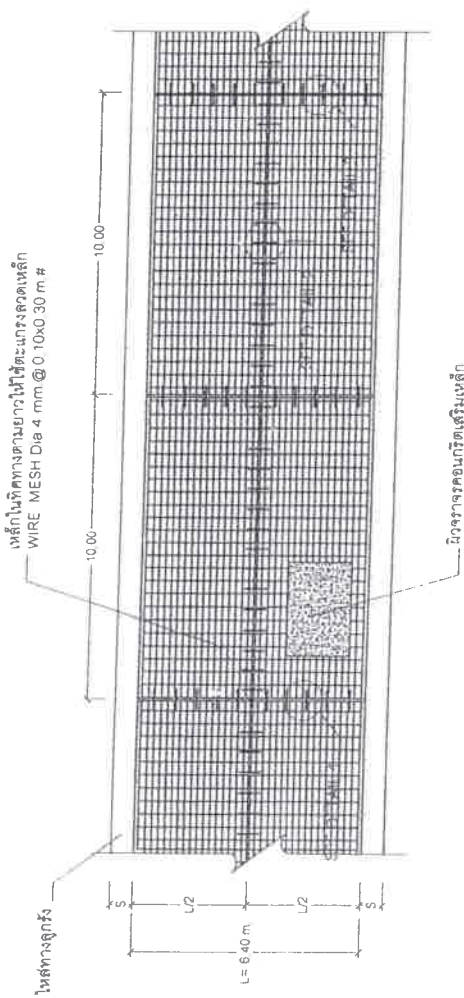 เหล็กในทิศทางตามยาวให้ใช้ตะแกรงลวดเหล็ก
WIRE MESH Dia 4 mm @ 0.10x0.30 m #
10.00
10.00
ไหล่ทางลูกรัง
S
L/2
L/2
S
L= 6.40 m.
ผิวจราจรคอนกรีตเสริมเหล็ก